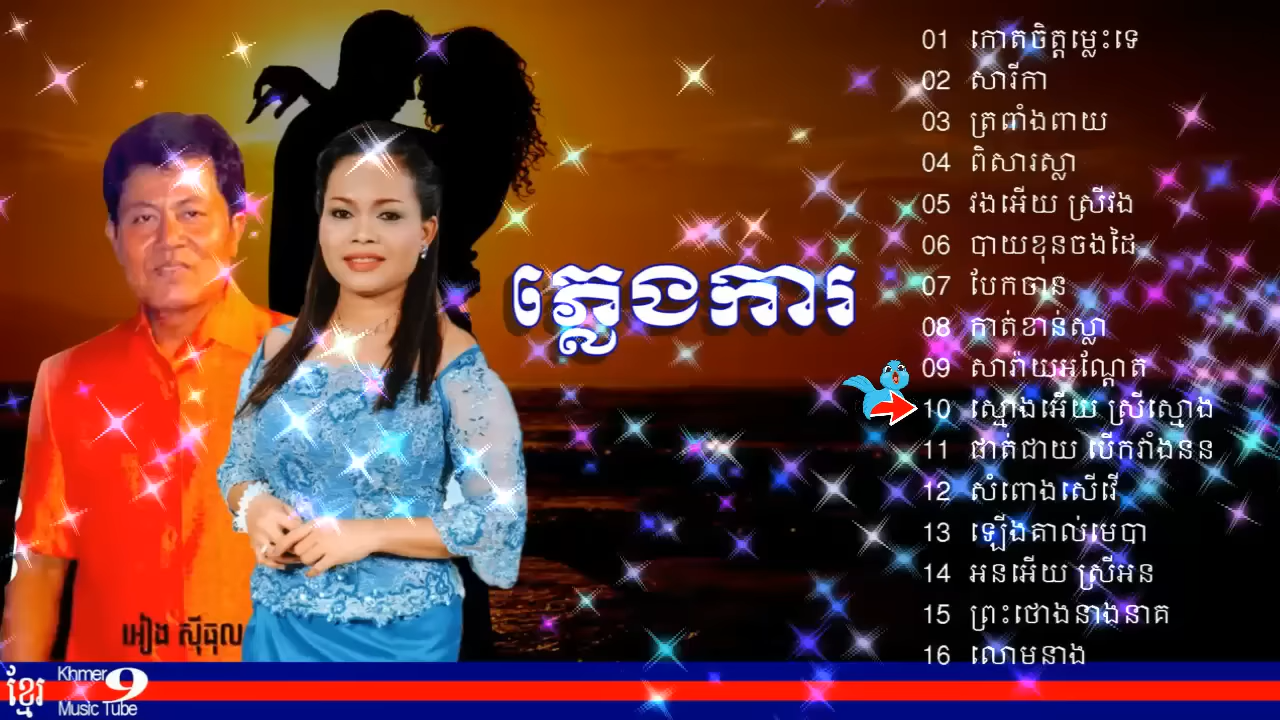 01 កោតចិត្តម្លេះទេ
02 សារីកា
03 ត្រពាំងពាយ
04 ពិសារស្លា
05 វងអើយ ស្រីវង
06 បាយខុនចងដៃ
07 បែកចាន
08 កាត់ខាន់ស្លា
09 សារ៉ាយអណ្តែត
10 ស្មោងអើយ ស្រីស្មោង
11 ផាត់ជាយ បើកវាំងនន
12 សំពោងសើវើ
13 ឡើងគាល់មេបា
14 អនអើយ ស្រីអន
15 ព្រះថោងនាងនាគ
16 លោមនាង
ភ្លេងការ
អៀង ស៊ីធុល
ខ្មែរ Khmer 9
Music Tube